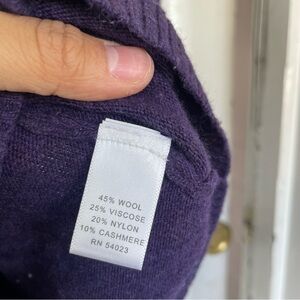 45% WOOL
25% VISCOSE
20% NYLON
10% CASHMERE
RN 54023